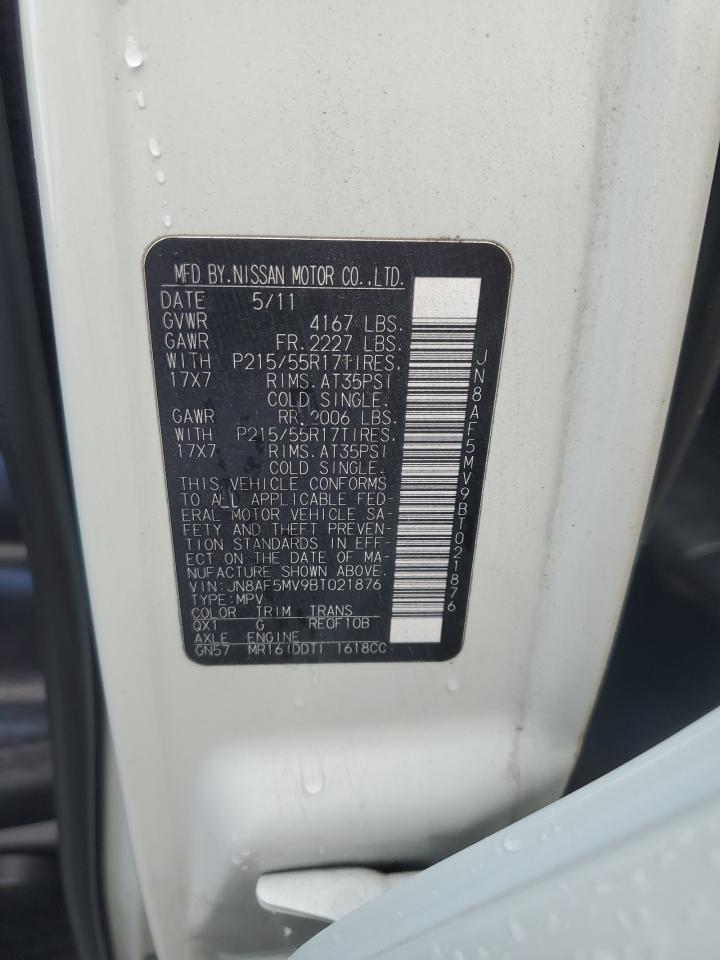 MFD BY.NISSAN MOTOR CO.,LTD.
DATE 5/11
GVWR 4167 LBS.
GAWR FR. 2227 LBS.
WITH P215/55R17TIRES,
17X7 RIMS. AT35PSI
COLD SINGLE.
GAWR RR. 2006 LBS.
WITH P215/55R17TIRES,
17X7 RIMS. AT35PSI
COLD SINGLE.
THIS VEHICLE CONFORMS
TO ALL APPLICABLE FED-
ERAL MOTOR VEHICLE SA-
FETY AND THEFT PREVEN-
TION STANDARDS IN EFF-
ECT ON THE DATE OF MA-
NUFACTURE SHOWN ABOVE.
VIN:JN8AF5MV9BT021876
TYPE:MPV
COLOR TRIM TRANS
QX1 G RE0F10B
AXLE ENGINE
GN57 MR16(DDT) 1618CC
JN8AF5MV9BT021876